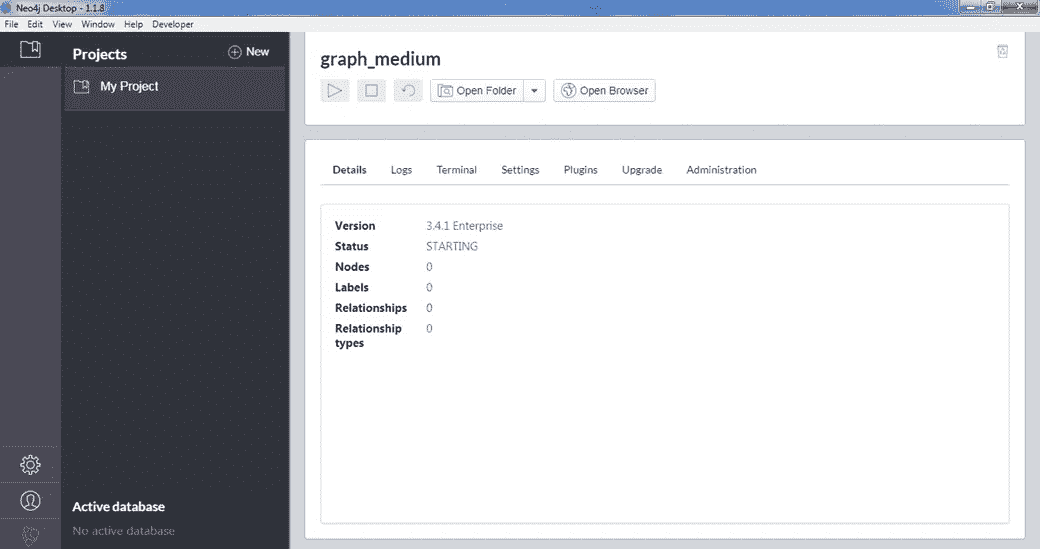 Neo4j Desktop - 1.1.8
File Edit View Window Help Developer
Projects
New
My Project
Active database
No active database
graph_medium
Open Folder
Open Browser
Details Logs Terminal Settings Plugins Upgrade Administration
Version 3.4.1 Enterprise
Status STARTING
Nodes 0
Labels 0
Relationships 0
Relationship 0
types